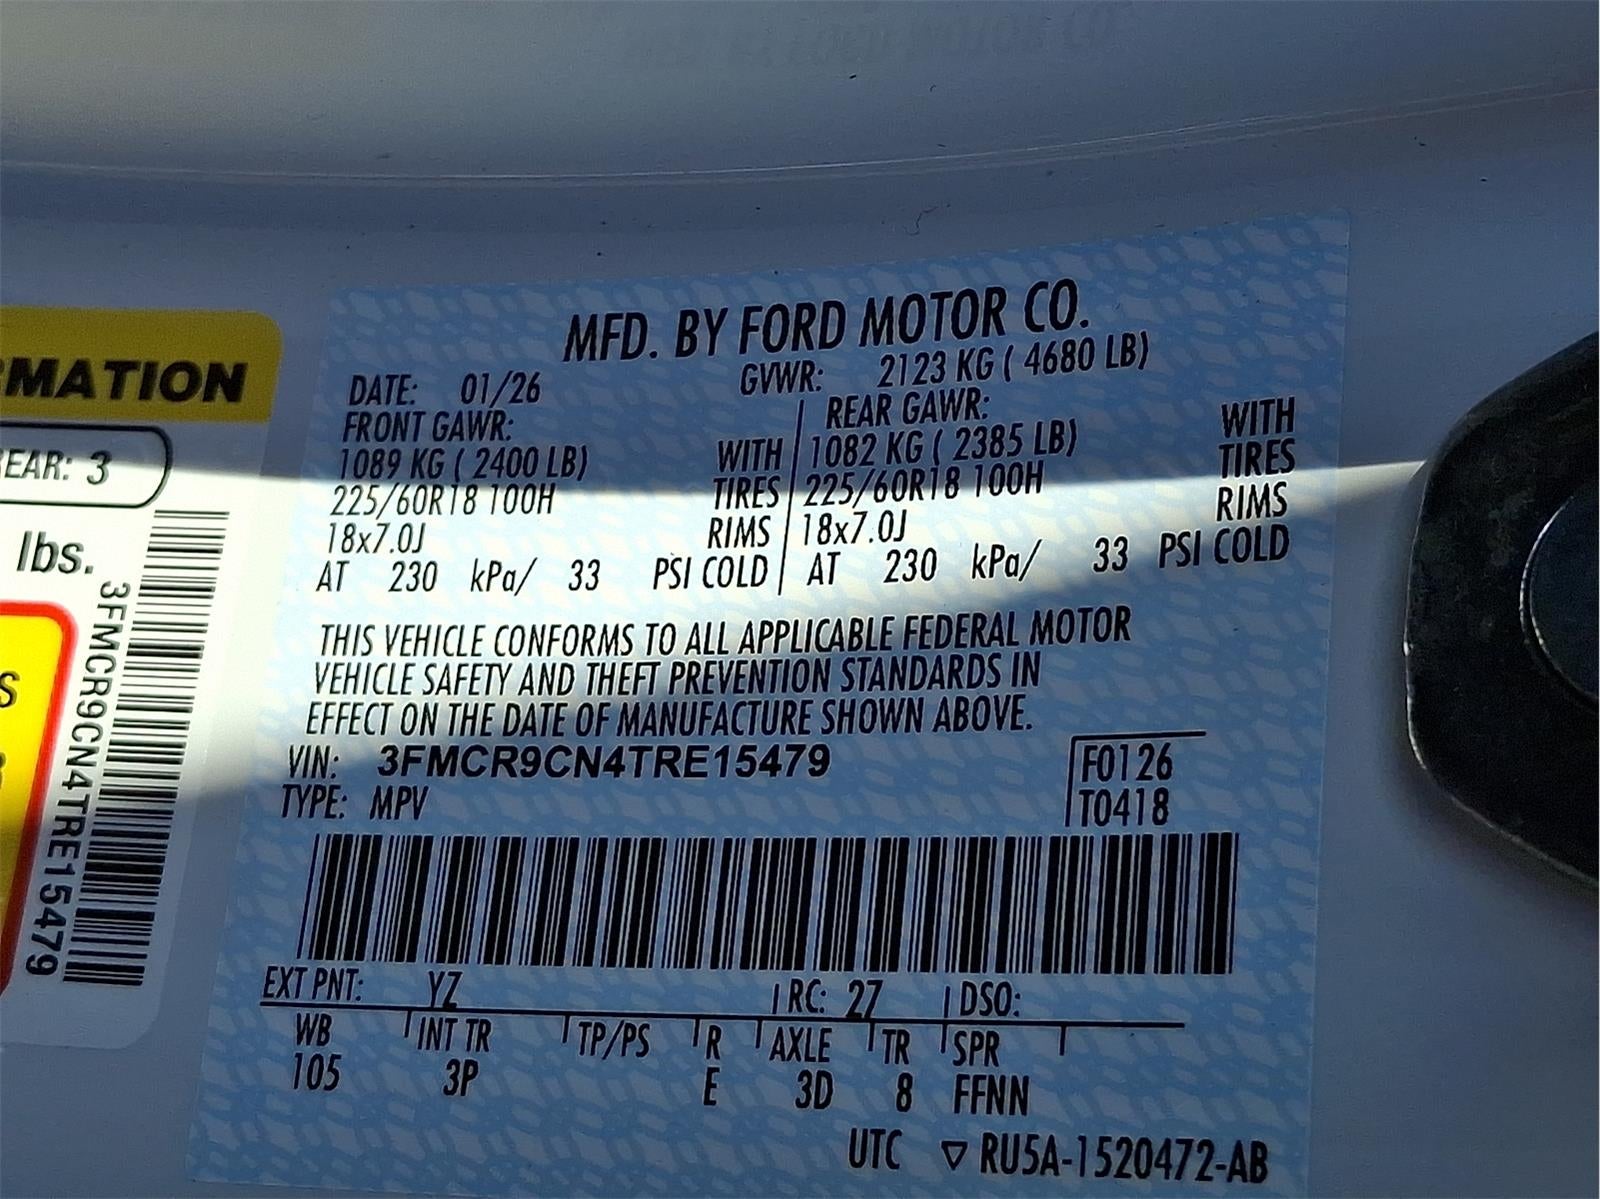 MFD. BY FORD MOTOR CO.
DATE: 01/26 GVWR: 2123 KG ( 4680 LB)
FRONT GAWR: REAR GAWR:
1089 KG ( 2400 LB) WITH 1082 KG ( 2385 LB) WITH
225/60R18 100H TIRES 225/60R18 100H TIRES
18x7.0J RIMS 18x7.0J RIMS
AT 230 kPa/ 33 PSI COLD AT 230 kPa/ 33 PSI COLD
THIS VEHICLE CONFORMS TO ALL APPLICABLE FEDERAL MOTOR
VEHICLE SAFETY AND THEFT PREVENTION STANDARDS IN
EFFECT ON THE DATE OF MANUFACTURE SHOWN ABOVE.
VIN: 3FMCR9CN4TRE15479 F0126
TYPE: MPV T0418
EXT PNT: YZ RC: 27 DSO:
WB INT TR TP/PS R AXLE TR SPR
105 3P E 3D 8 FFNN
UTC ▽ RU5A-1520472-AB
RMATION
REAR: 3
lbs.
3FMCR9CN4TRE15479
S